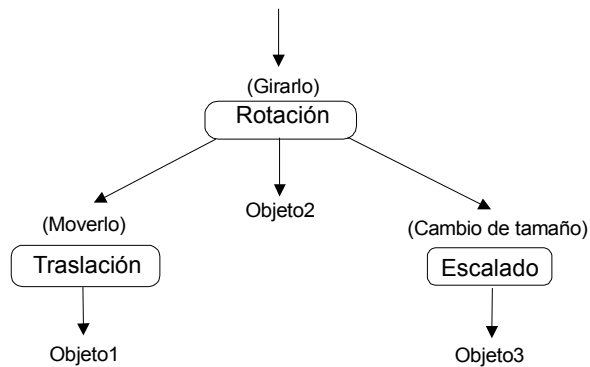 (Girarlo)
Rotación
Objeto2
(Moverlo)
(Cambio de tamaño)
Traslación
Escalado
Objeto1
Objeto3